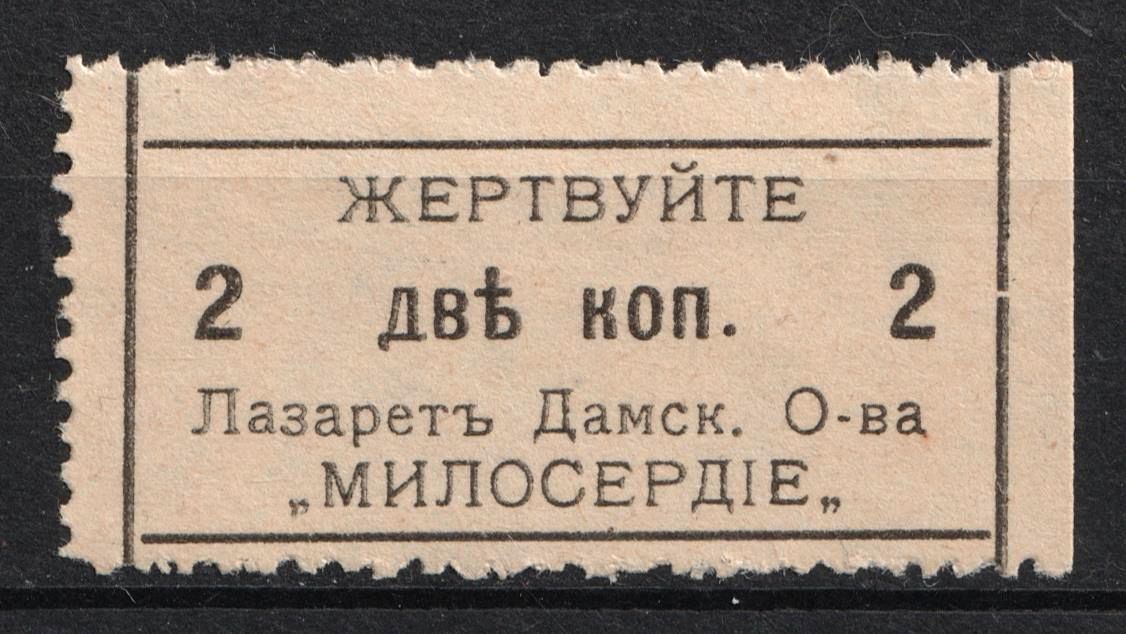 ЖЕРТВУЙТЕ
2 двѣ коп. 2
Лазаретъ Дамск. О-ва
„МИЛОСЕРДІЕ„